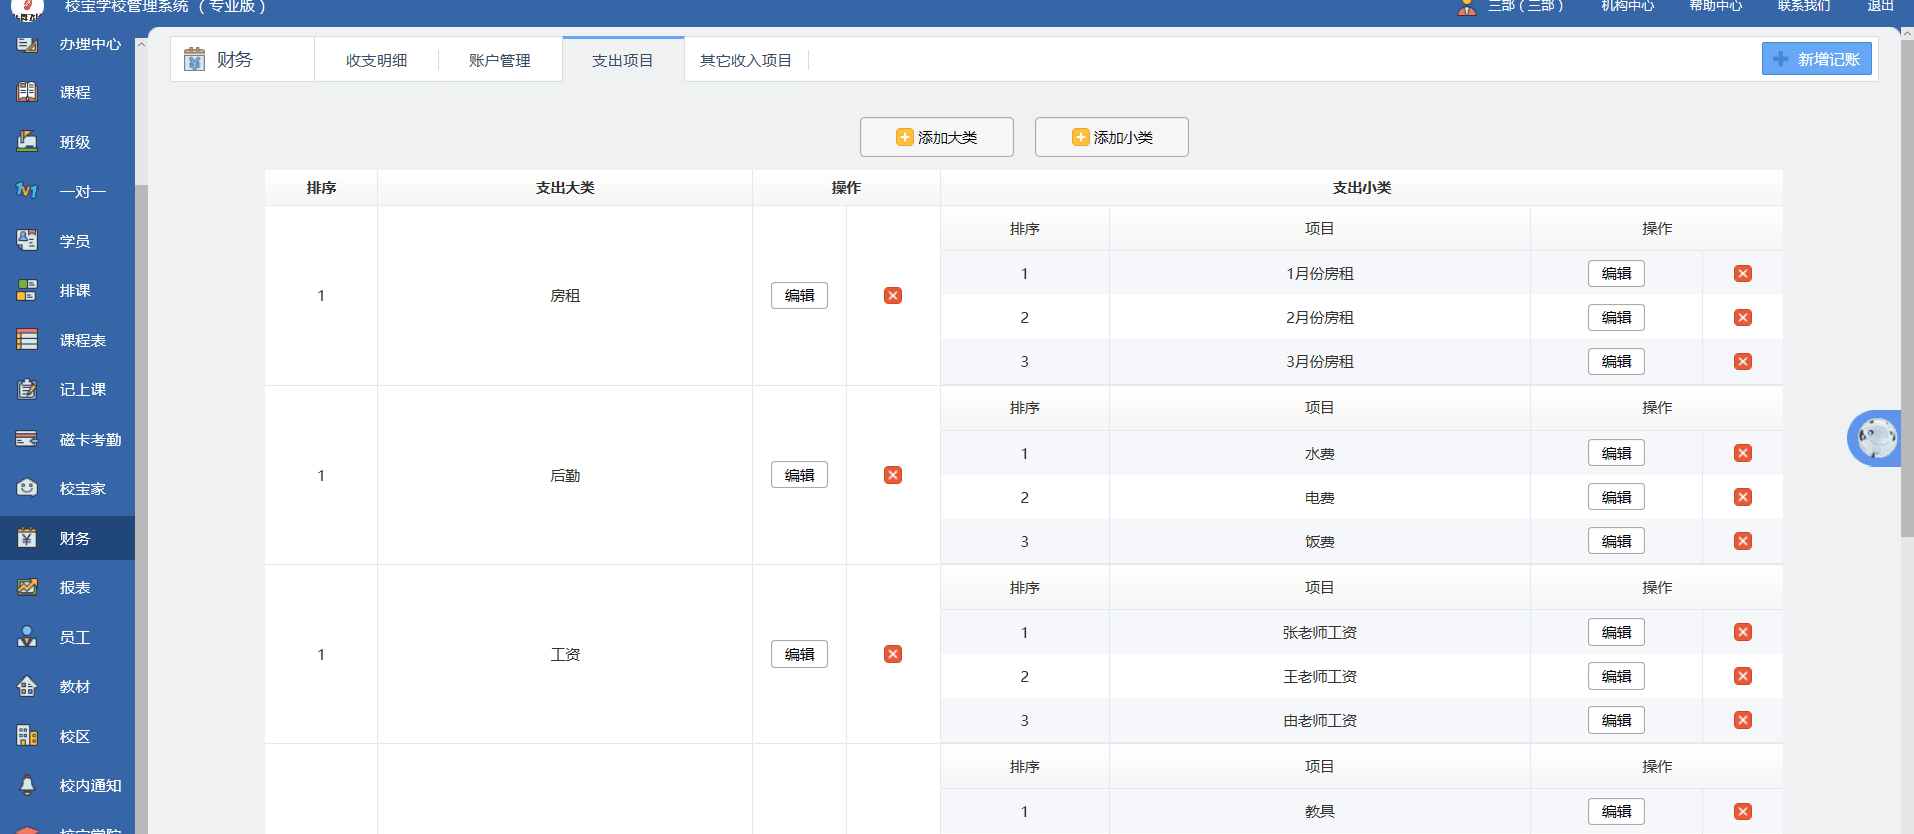 校宝学校管理系统 （ 专业版 ）
三部（三部） 机构中心 帮助中心 联系我们 退出
办理中心
课程
班级
一对一
学员
排课
课程表
记上课
磁卡考勤
校宝家
财务
报表
员工
教材
校区
校内通知
财务 收支明细 账户管理 支出项目 其它收入项目 新增记账
添加大类 添加小类
排序 支出大类 操作 支出小类
排序 项目 操作
1 房租 编辑
1 1月份房租 编辑
2 2月份房租 编辑
3 3月份房租 编辑
排序 项目 操作
1 后勤 编辑
1 水费 编辑
2 电费 编辑
3 饭费 编辑
排序 项目 操作
1 工资 编辑
1 张老师工资 编辑
2 王老师工资 编辑
3 由老师工资 编辑
排序 项目 操作
1 教具 编辑